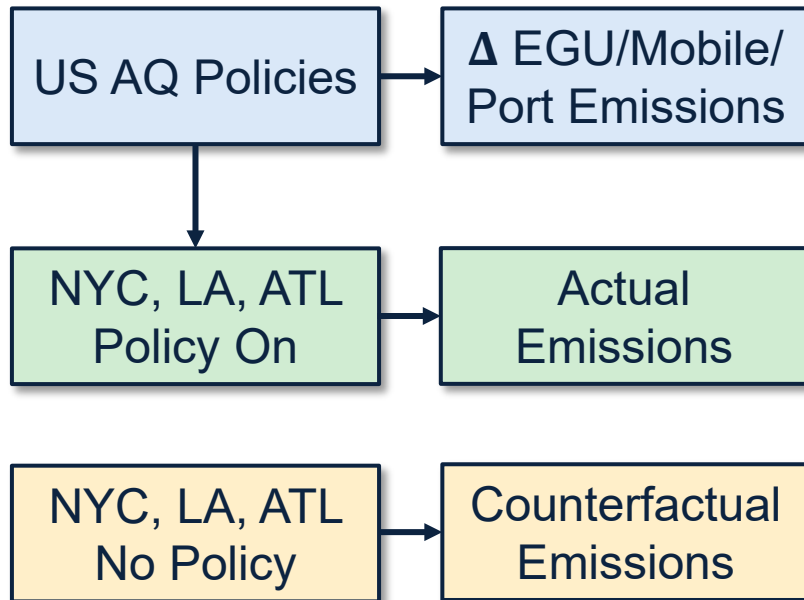 US AQ Policies
Δ EGU/Mobile/
Port Emissions
NYC, LA, ATL
Policy On
Actual
Emissions
NYC, LA, ATL
No Policy
Counterfactual
Emissions